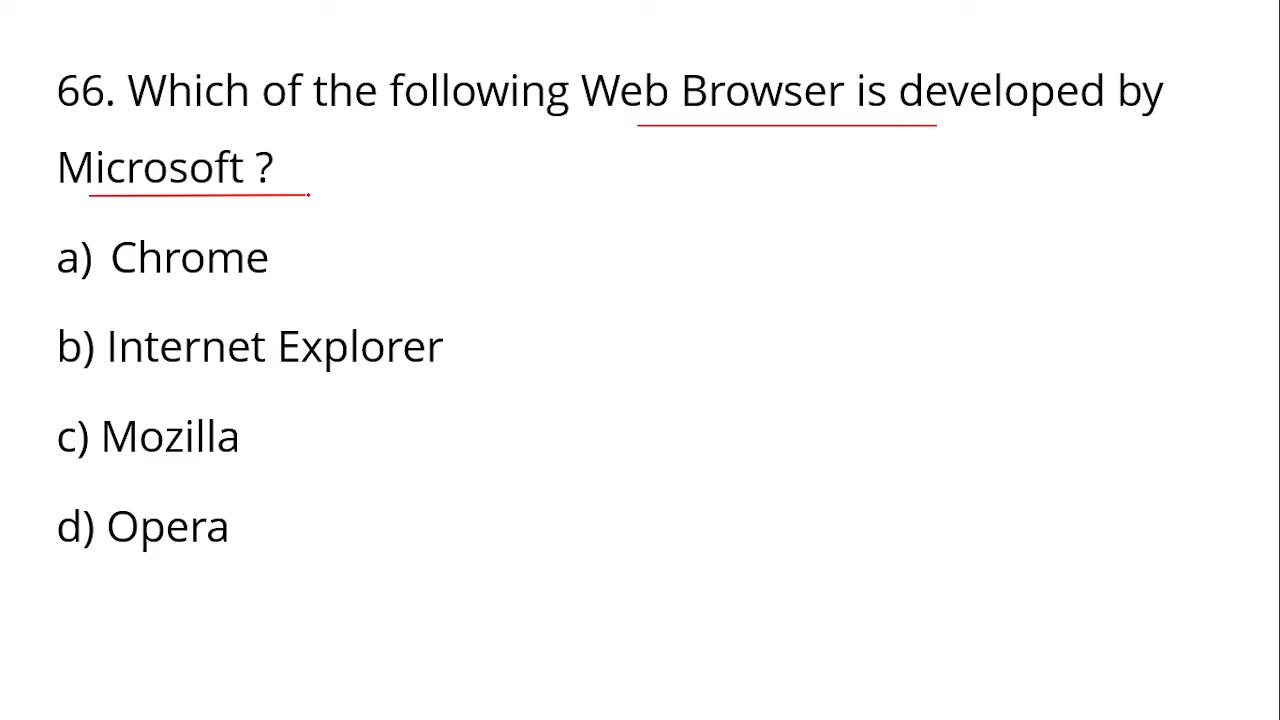 66. Which of the following Web Browser is developed by
Microsoft ?
a) Chrome
b) Internet Explorer
c) Mozilla
d) Opera